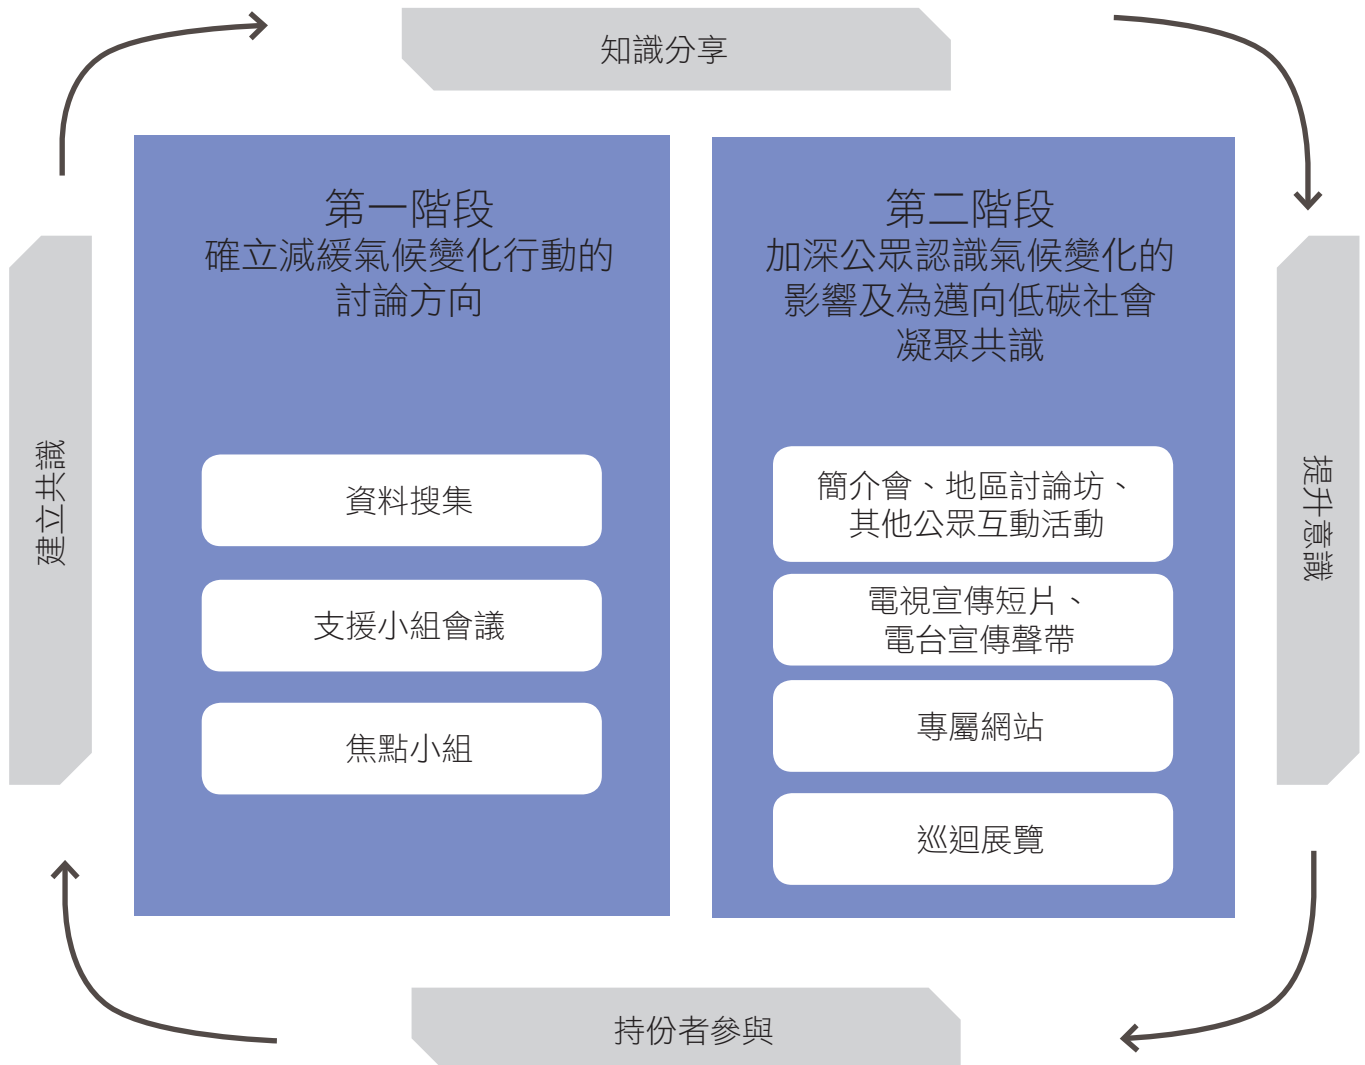 知識分享
第一階段
確立減緩氣候變化行動的
討論方向
資料搜集
支援小組會議
焦點小組
第二階段
加深公眾認識氣候變化的
影響及為邁向低碳社會
凝聚共識
簡介會、地區討論坊、
其他公眾互動活動
電視宣傳短片、
電台宣傳聲帶
專屬網站
巡迴展覽
提升意識
持份者參與
建立共識